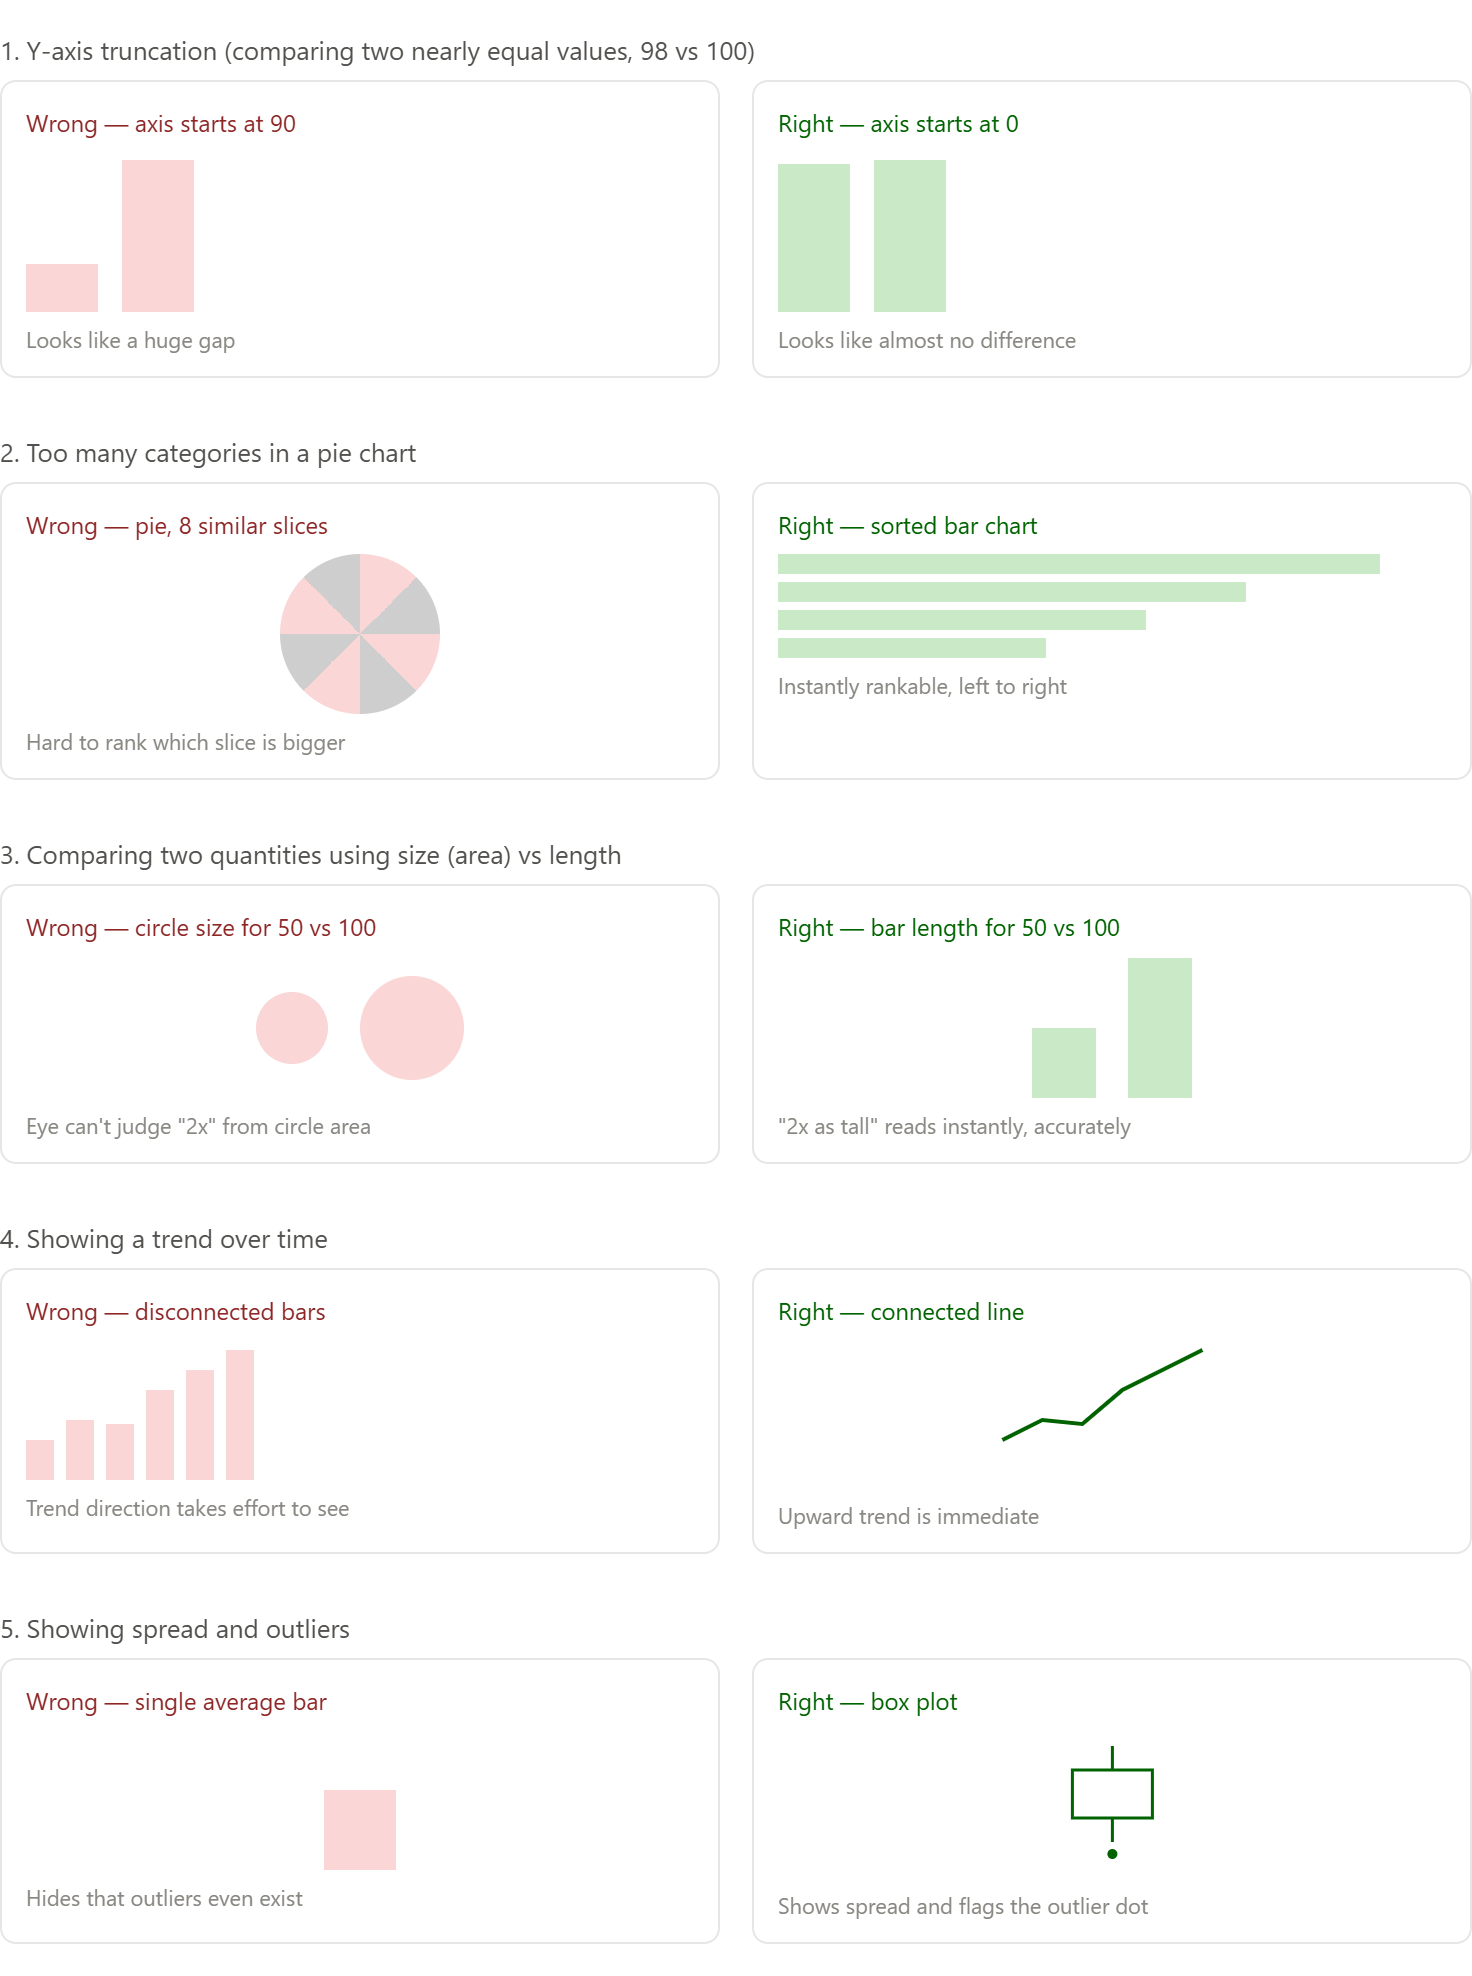 1. Y-axis truncation (comparing two nearly equal values, 98 vs 100)
Wrong — axis starts at 90
Looks like a huge gap
Right — axis starts at 0
Looks like almost no difference
2. Too many categories in a pie chart
Wrong — pie, 8 similar slices
Hard to rank which slice is bigger
Right — sorted bar chart
Instantly rankable, left to right
3. Comparing two quantities using size (area) vs length
Wrong — circle size for 50 vs 100
Eye can't judge "2x" from circle area
Right — bar length for 50 vs 100
"2x as tall" reads instantly, accurately
4. Showing a trend over time
Wrong — disconnected bars
Trend direction takes effort to see
Right — connected line
Upward trend is immediate
5. Showing spread and outliers
Wrong — single average bar
Hides that outliers even exist
Right — box plot
Shows spread and flags the outlier dot